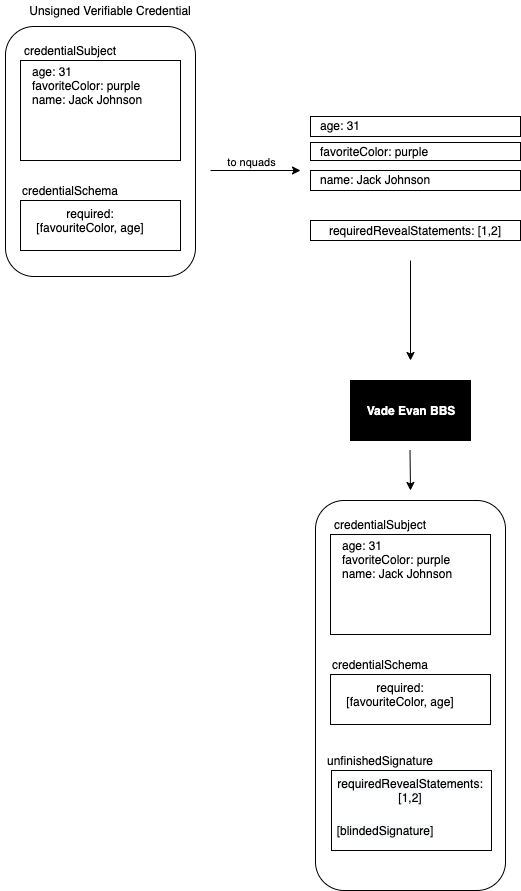 Unsigned Verifiable Credential
credentialSubject
age: 31
favoriteColor: purple
name: Jack Johnson
credentialSchema
required:
[favouriteColor, age]
to nquads
age: 31
favoriteColor: purple
name: Jack Johnson
requiredRevealStatements: [1,2]
Vade Evan BBS
credentialSubject
age: 31
favoriteColor: purple
name: Jack Johnson
credentialSchema
required:
[favouriteColor, age]
unfinishedSignature
requiredRevealStatements:
[1,2]
[blindedSignature]